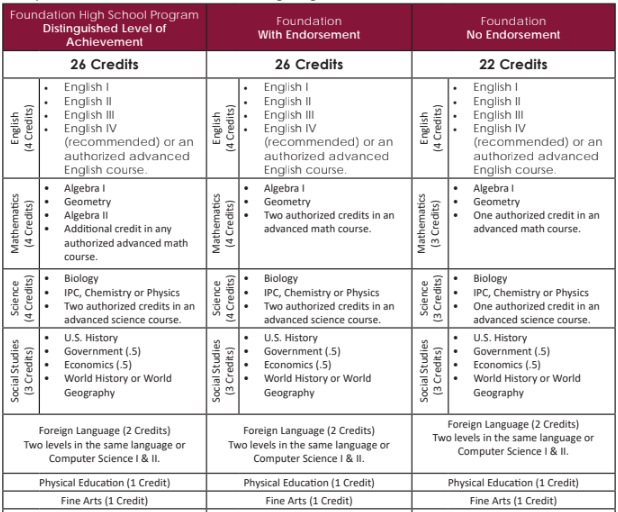 Foundation High School Program
Distinguished Level of
Achievement
Foundation
With Endorsement
Foundation
No Endorsement
26 Credits
26 Credits
22 Credits
English
(4 Credits)
• English I
• English II
• English III
• English IV
(recommended) or an
authorized advanced
English course.
English
(4 Credits)
• English I
• English II
• English III
• English IV
(recommended) or an
authorized advanced
English course.
English
(4 Credits)
• English I
• English II
• English III
• English IV
(recommended) or an
authorized advanced
English course.
Mathematics
(4 Credits)
• Algebra I
• Geometry
• Algebra II
• Additional credit in any
authorized advanced math
course.
Mathematics
(4 Credits)
• Algebra I
• Geometry
• Two authorized credits in an
advanced math course.
Mathematics
(3 Credits)
• Algebra I
• Geometry
• One authorized credit in an
advanced math course.
Science
(4 Credits)
• Biology
• IPC, Chemistry or Physics
• Two authorized credits in an
advanced science course.
Science
(4 Credits)
• Biology
• IPC, Chemistry or Physics
• Two authorized credits in an
advanced science course.
Science
(3 Credits)
• Biology
• IPC, Chemistry or Physics
• One authorized credit in an
advanced science course.
Social Studies
(3 Credits)
• U.S. History
• Government (.5)
• Economics (.5)
• World History or World
Geography
Social Studies
(3 Credits)
• U.S. History
• Government (.5)
• Economics (.5)
• World History or World
Geography
Social Studies
(3 Credits)
• U.S. History
• Government (.5)
• Economics (.5)
• World History or World
Geography
Foreign Language (2 Credits)
Two levels in the same language or
Computer Science I & II.
Foreign Language (2 Credits)
Two levels in the same language or
Computer Science I & II.
Foreign Language (2 Credits)
Two levels in the same language or
Computer Science I & II.
Physical Education (1 Credit)
Physical Education (1 Credit)
Physical Education (1 Credit)
Fine Arts (1 Credit)
Fine Arts (1 Credit)
Fine Arts (1 Credit)